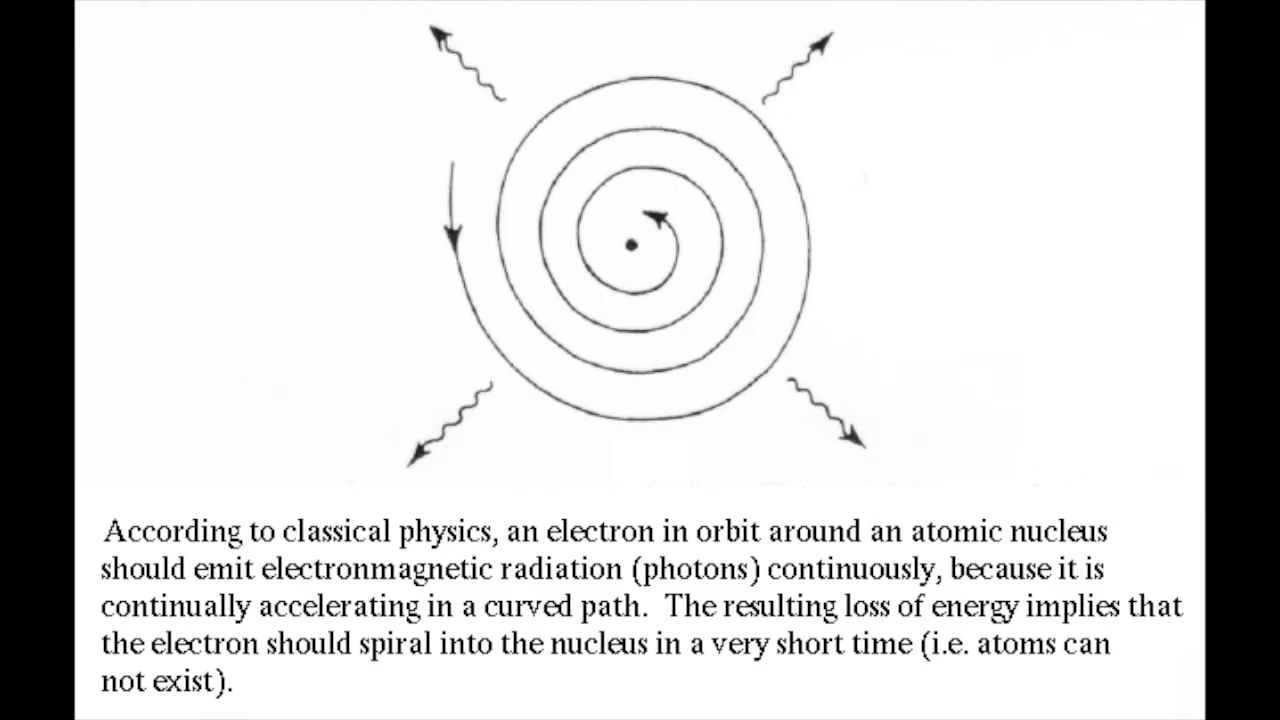 According to classical physics, an electron in orbit around an atomic nucleus
should emit electronmagnetic radiation (photons) continuously, because it is
continually accelerating in a curved path.  The resulting loss of energy implies that
the electron should spiral into the nucleus in a very short time (i.e. atoms can
not exist).